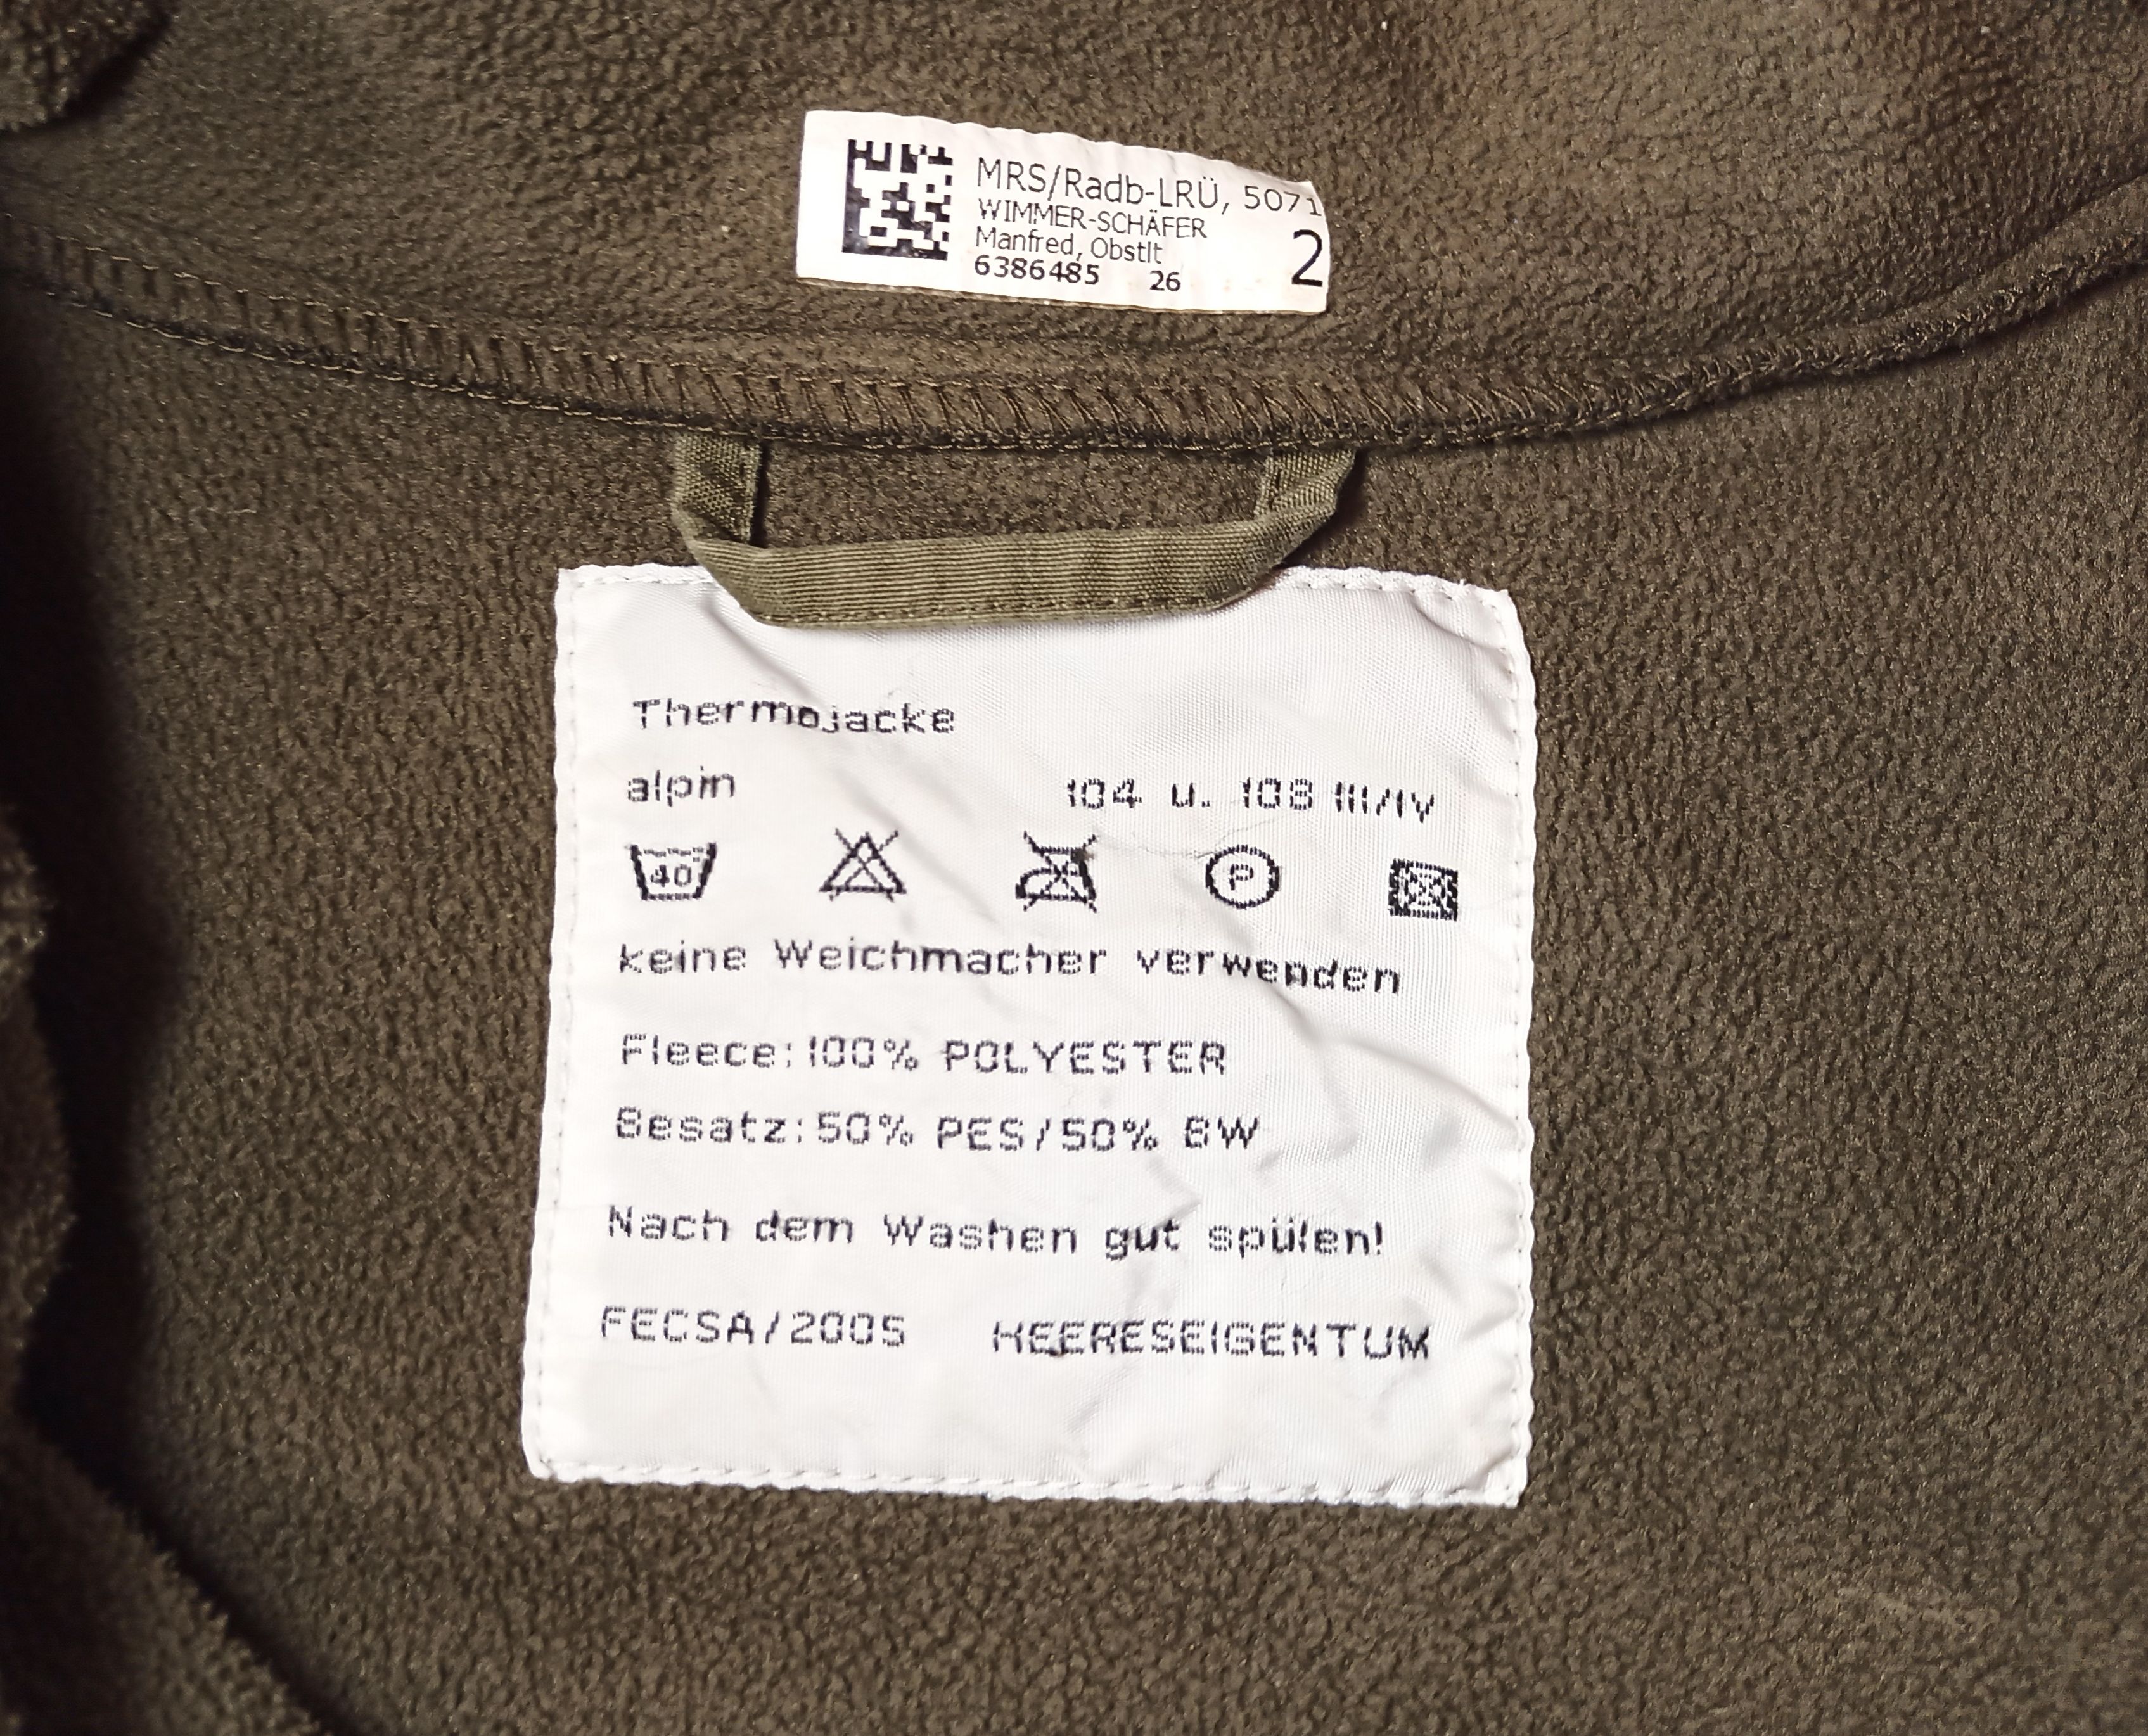 MRS/Radb-LRÜ, 5071
WIMMER-SCHÄFER
Manfred, Obstlt
6386485 26 2
Thermojacke
alpin 104 u. 108 III/IV
40 P
keine Weichmacher verwenden
Fleece: 100% POLYESTER
Besatz: 50% PES/50% BW
Nach dem Washen gut spülen!
FECSA/2005 HEERESEIGENTUM